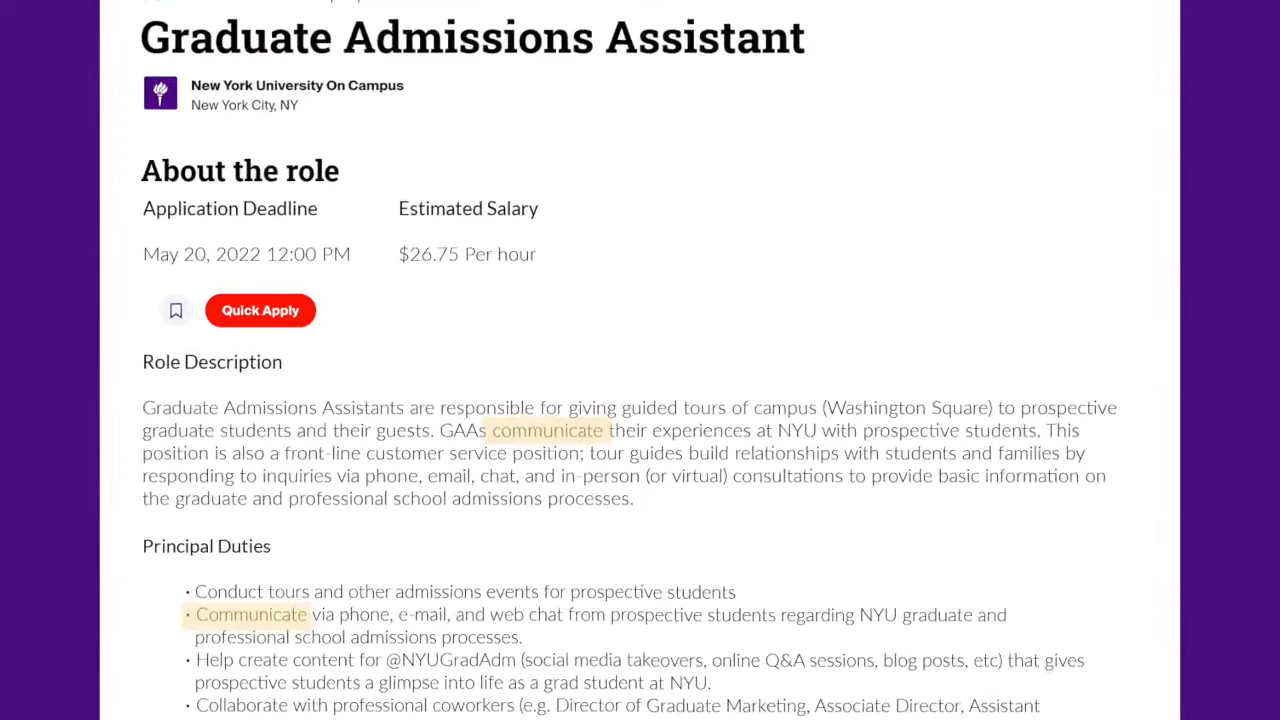 Graduate Admissions Assistant
New York University On Campus
New York City, NY
About the role
Application Deadline
Estimated Salary
May 20, 2022 12:00 PM
$26.75 Per hour
Quick Apply
Role Description
Graduate Admissions Assistants are responsible for giving guided tours of campus (Washington Square) to prospective
graduate students and their guests. GAAs communicate their experiences at NYU with prospective students. This
position is also a front-line customer service position; tour guides build relationships with students and families by
responding to inquiries via phone, email, chat, and in-person (or virtual) consultations to provide basic information on
the graduate and professional school admissions processes.
Principal Duties
• Conduct tours and other admissions events for prospective students
• Communicate via phone, e-mail, and web chat from prospective students regarding NYU graduate and
professional school admissions processes.
• Help create content for @NYUGradAdm (social media takeovers, online Q&A sessions, blog posts, etc) that gives
prospective students a glimpse into life as a grad student at NYU.
• Collaborate with professional coworkers (e.g. Director of Graduate Marketing, Associate Director, Assistant